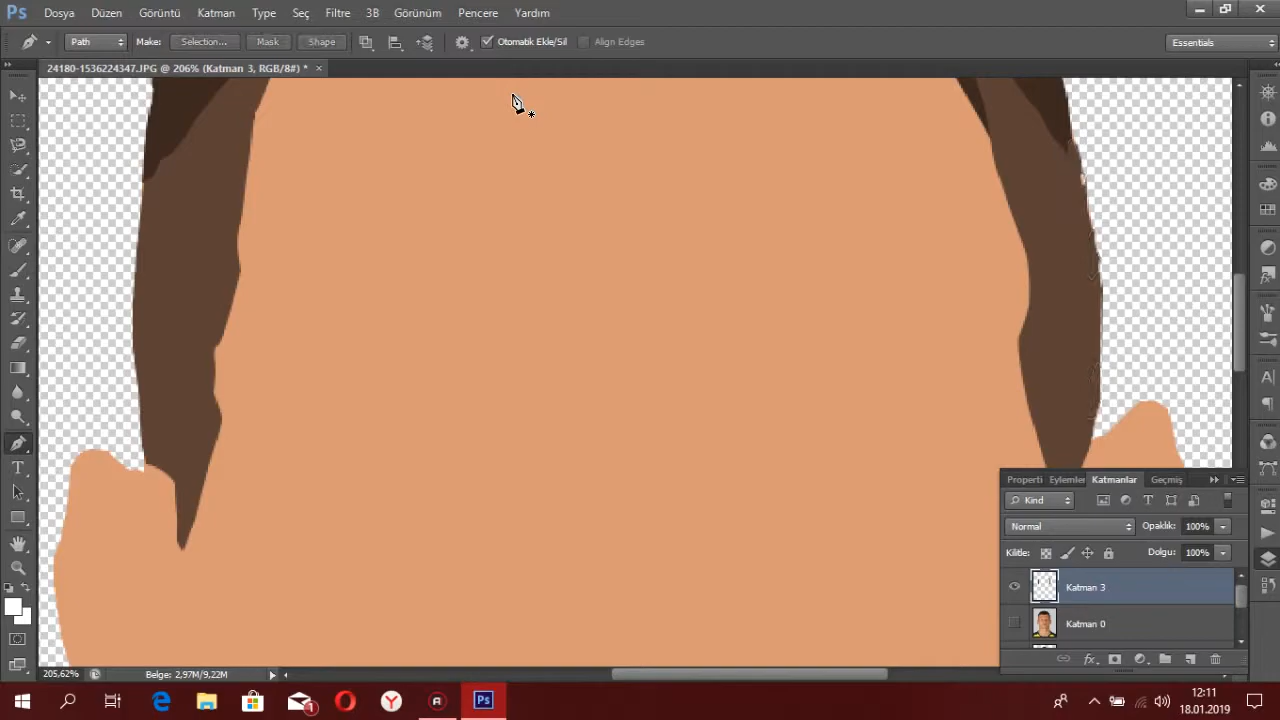 Ps Dosya Düzen Görüntü Katman Type Seç Filtre 3B Görünüm Pencere Yardım
Path Make: Selection... Mask Shape Otomatik Ekle/Sil Align Edges Essentials
24180-1536224347.JPG @ 206% (Katman 3, RGB/8#) * ×
Properti Eylemler Katmanlar Geçmiş
Kind
Normal Opaklık: 100%
Kilitle: Dolgu: 100%
Katman 3
Katman 0
205,62% Belge: 2,97M/9,22M
1 Ps 12:11
18.01.2019